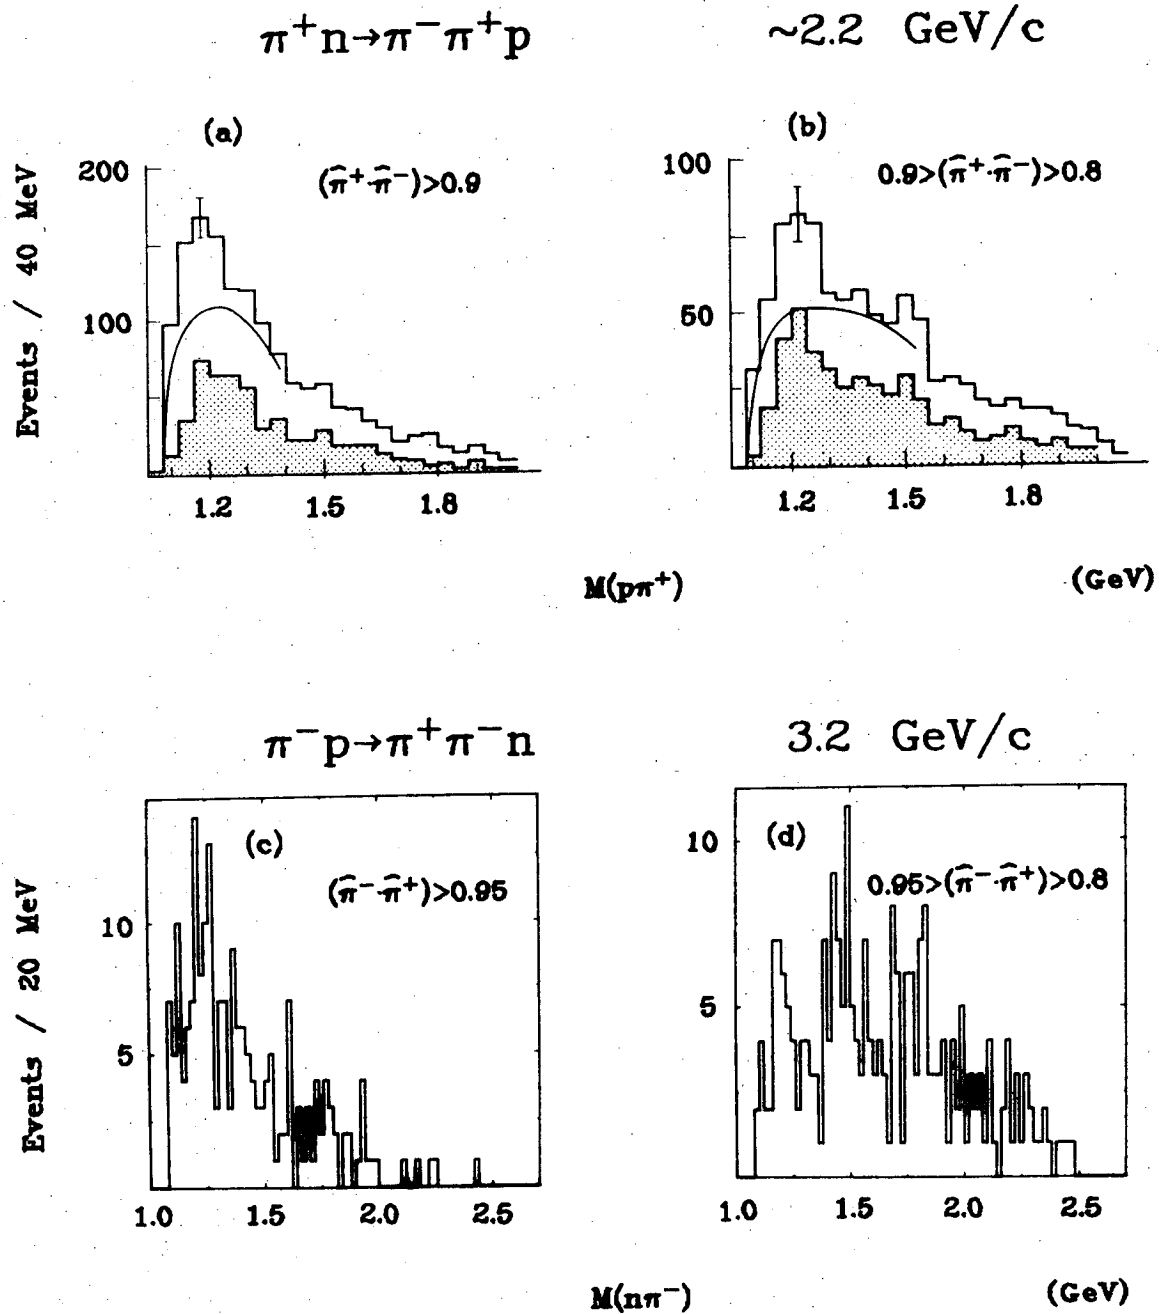 π⁺n→π⁻π⁺p
~2.2 GeV/c
(a)
(b)
(π̂⁺·π̂⁻)>0.9
0.9>(π̂⁺·π̂⁻)>0.8
Events / 40 MeV
200
100
1.2
1.5
1.8
100
50
1.2
1.5
1.8
M(pπ⁺)
(GeV)
π⁻p→π⁺π⁻n
3.2 GeV/c
(c)
(d)
(π̂⁻·π̂⁺)>0.95
0.95>(π̂⁻·π̂⁺)>0.8
Events / 20 MeV
10
5
1.0
1.5
2.0
2.5
10
5
1.0
1.5
2.0
2.5
M(nπ⁻)
(GeV)